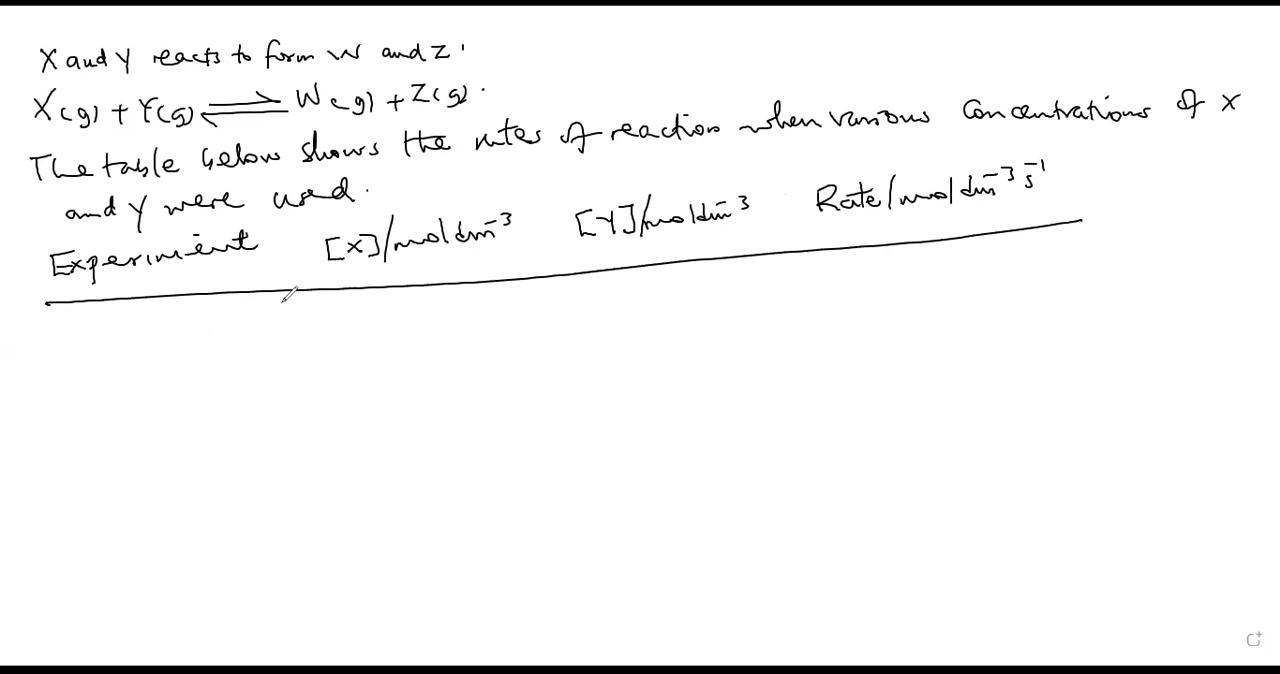 X and Y reacts to form W and Z.
X(g) + Y(g) ⇌ W(g) + Z(g).
The table below shows the rates of reaction when various concentrations of X
and Y were used.
Experiment [X]/mol dm⁻³ [Y]/mol dm⁻³ Rate/mol dm⁻³ s⁻¹